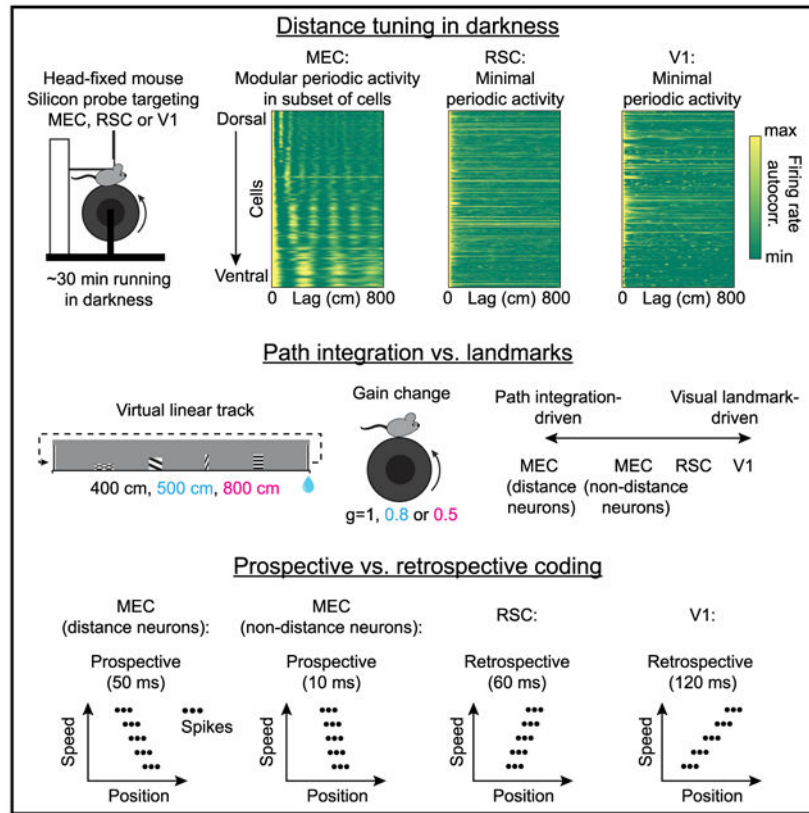 Distance tuning in darkness
Head-fixed mouse
Silicon probe targeting
MEC, RSC or V1
~30 min running
in darkness
MEC:
Modular periodic activity
in subset of cells
Dorsal
Cells
Ventral
0 Lag (cm) 800
RSC:
Minimal
periodic activity
0 Lag (cm) 800
V1:
Minimal
periodic activity
0 Lag (cm) 800
max
min
Firing rate
autocorr.
Path integration vs. landmarks
Virtual linear track
400 cm, 500 cm, 800 cm
Gain change
g=1, 0.8 or 0.5
Path integration-
driven
Visual landmark-
driven
MEC
(distance
neurons)
MEC
(non-distance
neurons)
RSC
V1
Prospective vs. retrospective coding
MEC
(distance neurons):
Prospective
(50 ms)
Spikes
Speed
Position
MEC
(non-distance neurons):
Prospective
(10 ms)
Speed
Position
RSC:
Retrospective
(60 ms)
Speed
Position
V1:
Retrospective
(120 ms)
Speed
Position